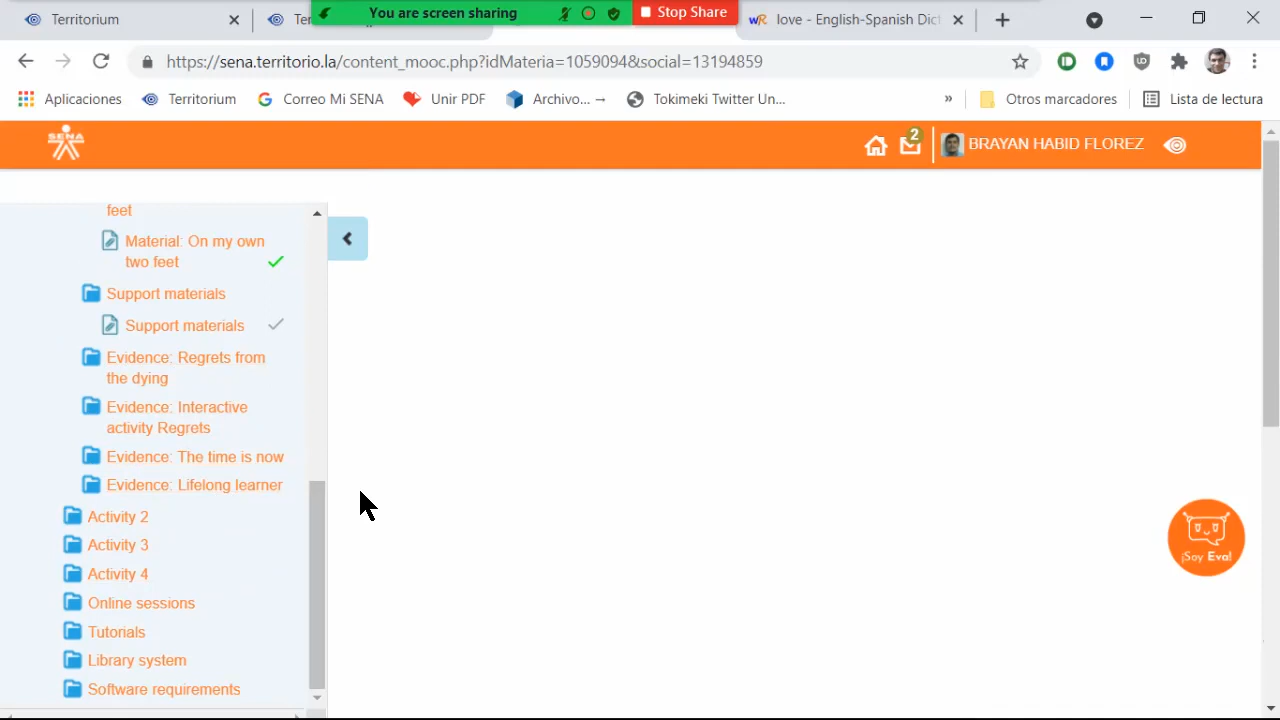 Territorium
Te
You are screen sharing
Stop Share
love - English-Spanish Dict
https://sena.territorio.la/content_mooc.php?idMateria=1059094&social=13194859
Aplicaciones
Territorium
Correo Mi SENA
Unir PDF
Archivo... →
Tokimeki Twitter Un...
»
Otros marcadores
Lista de lectura
SENA
2
BRAYAN HABID FLOREZ
feet
Material: On my own
two feet
Support materials
Support materials
Evidence: Regrets from
the dying
Evidence: Interactive
activity Regrets
Evidence: The time is now
Evidence: Lifelong learner
Activity 2
Activity 3
Activity 4
Online sessions
Tutorials
Library system
Software requirements
¡Soy Eva!